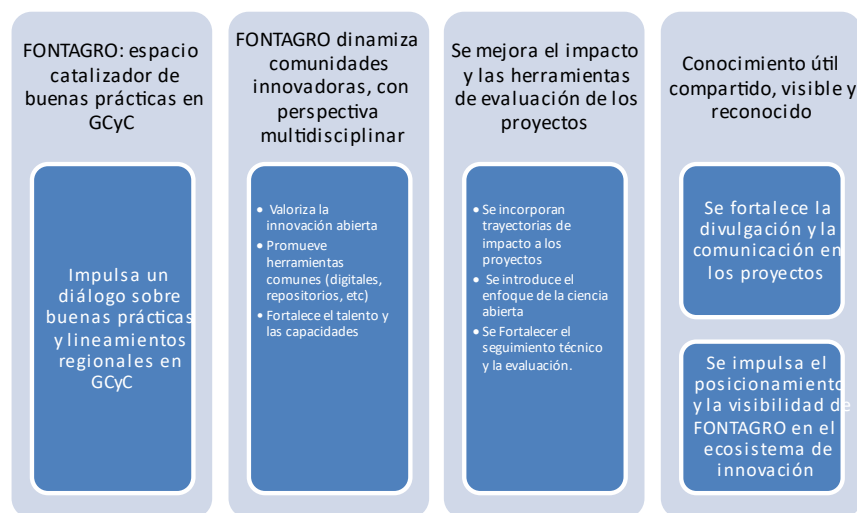 FONTAGRO: espacio
catalizador de
buenas prácticas en
GCyC
Impulsa un
diálogo sobre
buenas prácticas
y lineamientos
regionales en
GCyC
FONTAGRO dinamiza
comunidades
innovadoras, con
perspectiva
multidisciplinar
• Valoriza la
innovación abierta
• Promueve
herramientas
comunes (digitales,
repositorios, etc)
• Fortalece el talento y
las capacidades
Se mejora el impacto
y las herramientas
de evaluación de los
proyectos
• Se incorporan
trayectorias de
impacto a los
proyectos
• Se introduce el
enfoque de la ciencia
abierta
• Se Fortalecer el
seguimiento técnico
y la evaluación.
Conocimiento útil
compartido, visible y
reconocido
Se fortalece la
divulgación y la
comunicación en
los proyectos
Se impulsa el
posicionamiento
y la visibilidad de
FONTAGRO en el
ecosistema de
innovación